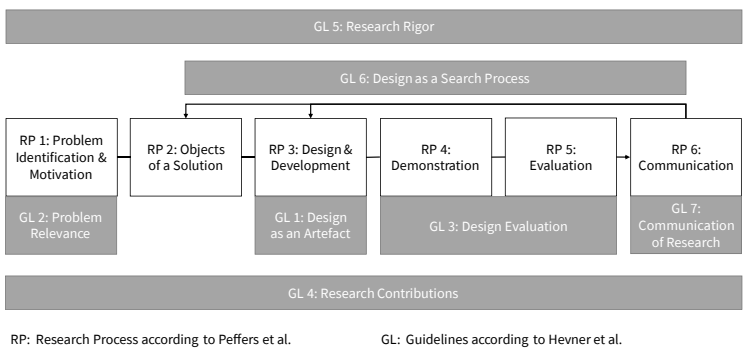 GL 5: Research Rigor
GL 6: Design as a Search Process
RP 1: Problem
Identification &
Motivation
RP 2: Objects
of a Solution
RP 3: Design &
Development
RP 4:
Demonstration
RP 5:
Evaluation
RP 6:
Communication
GL 2: Problem
Relevance
GL 1: Design
as an Artefact
GL 3: Design Evaluation
GL 7:
Communication
of Research
GL 4: Research Contributions
RP: Research Process according to Peffers et al.
GL: Guidelines according to Hevner et al.